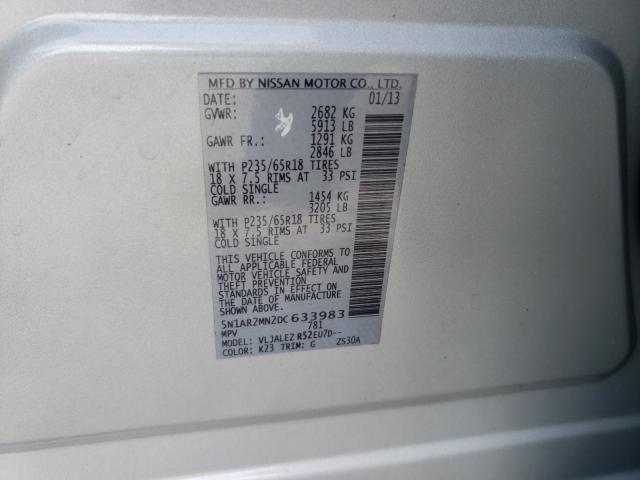 MFD BY NISSAN MOTOR CO., LTD.
DATE: 01/13
GVWR: 2682 KG
5913 LB
GAWR FR.: 1291 KG
2846 LB
WITH P235/65R18 TIRES
18 X 7.5 RIMS AT 33 PSI
COLD SINGLE
GAWR RR.: 1454 KG
3205 LB
WITH P235/65R18 TIRES
18 X 7.5 RIMS AT 33 PSI
COLD SINGLE
THIS VEHICLE CONFORMS TO
ALL APPLICABLE FEDERAL
MOTOR VEHICLE SAFETY AND
THEFT PREVENTION
STANDARDS IN EFFECT ON
THE DATE OF MANUFACTURE
SHOWN ABOVE.
5N1AR2MN2DC633983
MPV 781
MODEL: VLJALEZ R52EU7D--
COLOR: K23 TRIM: G ZS30A